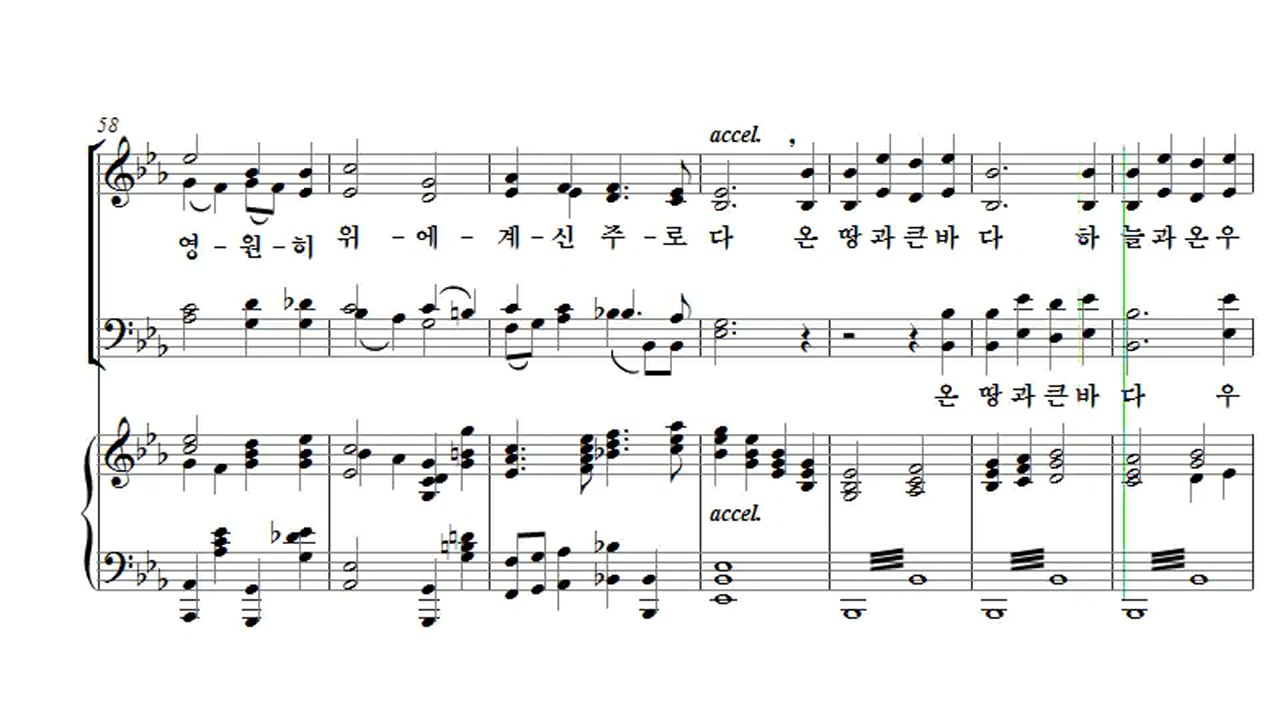 58
accel. ,
영 - 원 - 히 위 - 에 - 계 - 신 주 - 로 다 온 땅 과 큰 바 다 하 늘 과 온 우
온 땅 과 큰 바 다 우
accel.